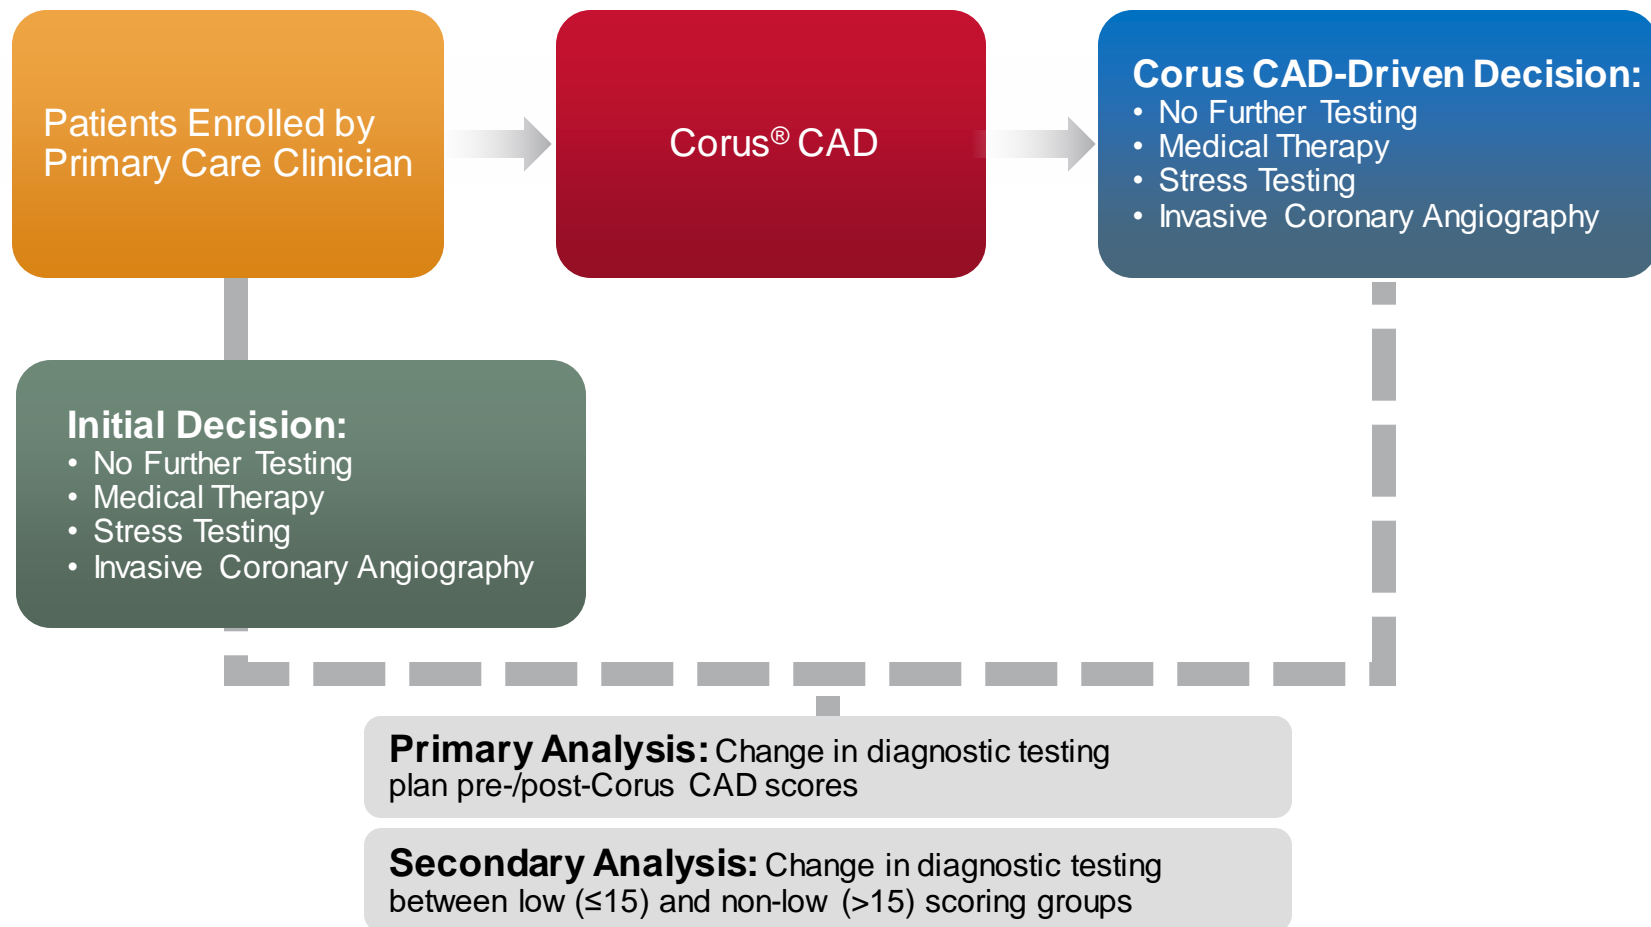 Patients Enrolled by
Primary Care Clinician
Corus® CAD
Corus CAD-Driven Decision:
• No Further Testing
• Medical Therapy
• Stress Testing
• Invasive Coronary Angiography
Initial Decision:
• No Further Testing
• Medical Therapy
• Stress Testing
• Invasive Coronary Angiography
Primary Analysis: Change in diagnostic testing
plan pre-/post-Corus CAD scores
Secondary Analysis: Change in diagnostic testing
between low (≤15) and non-low (>15) scoring groups